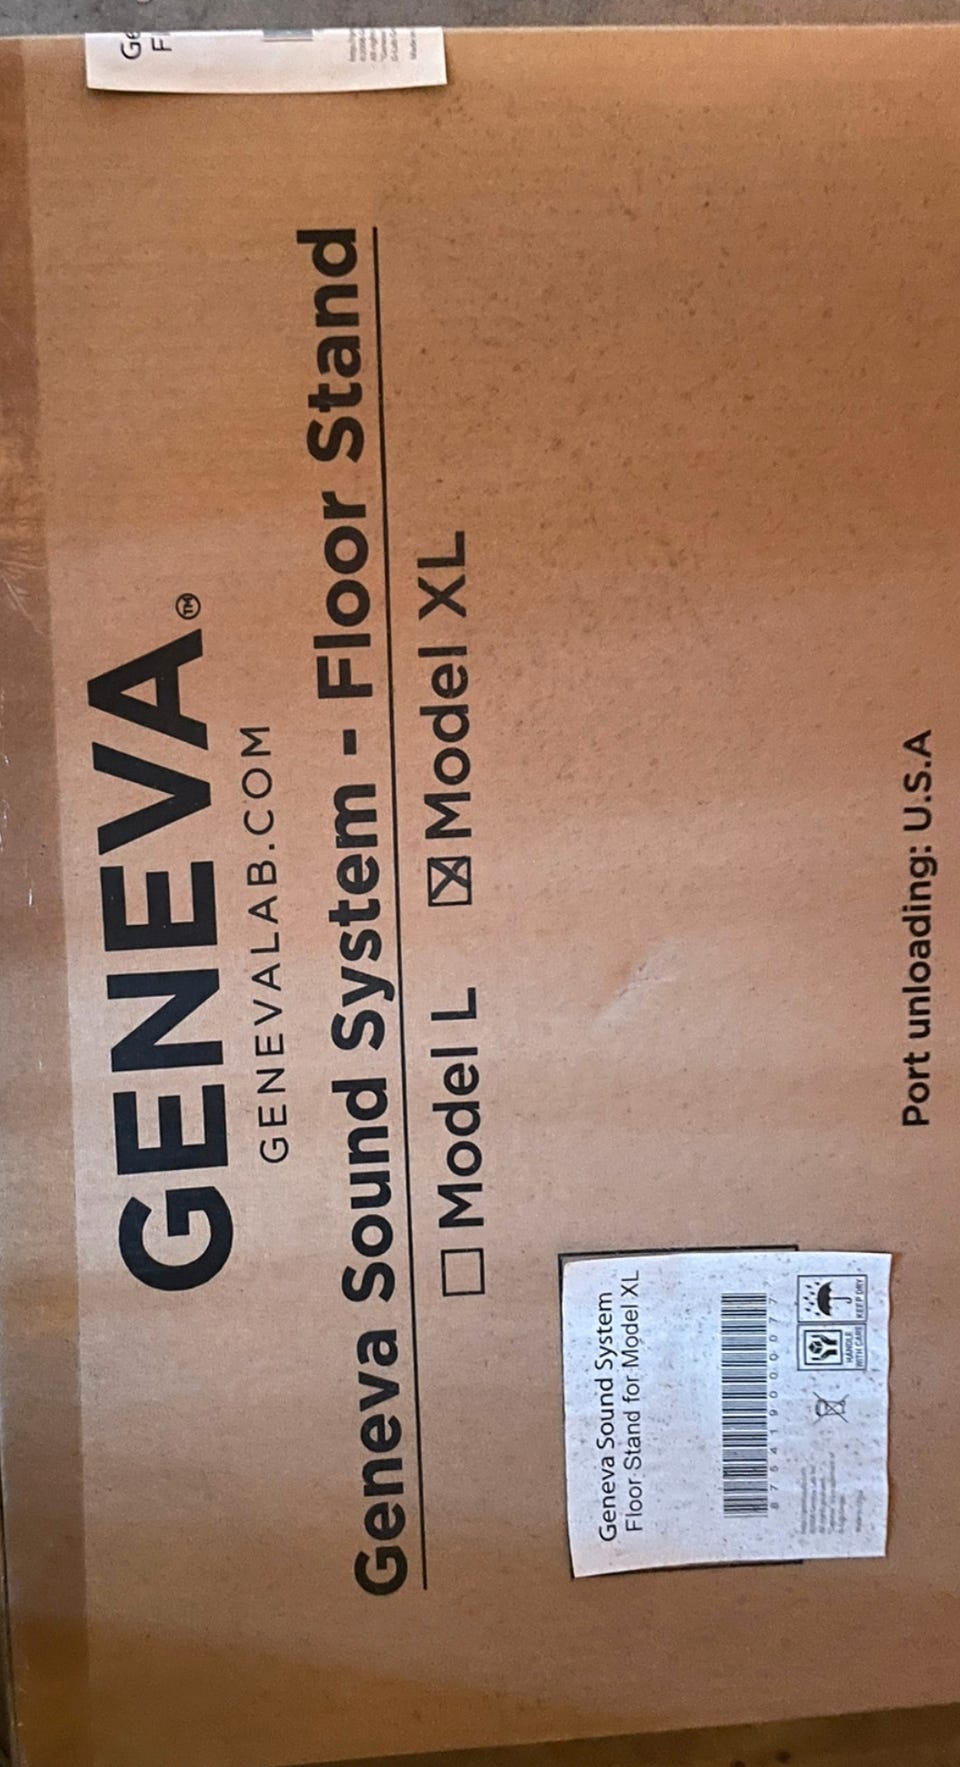 GENEVA™
GENEVALAB.COM
Geneva Sound System - Floor Stand
Model L Model XL
Geneva Sound System
Floor Stand for Model XL
HANDLE
WITH CARE
KEEP DRY
Port unloading: U.S.A